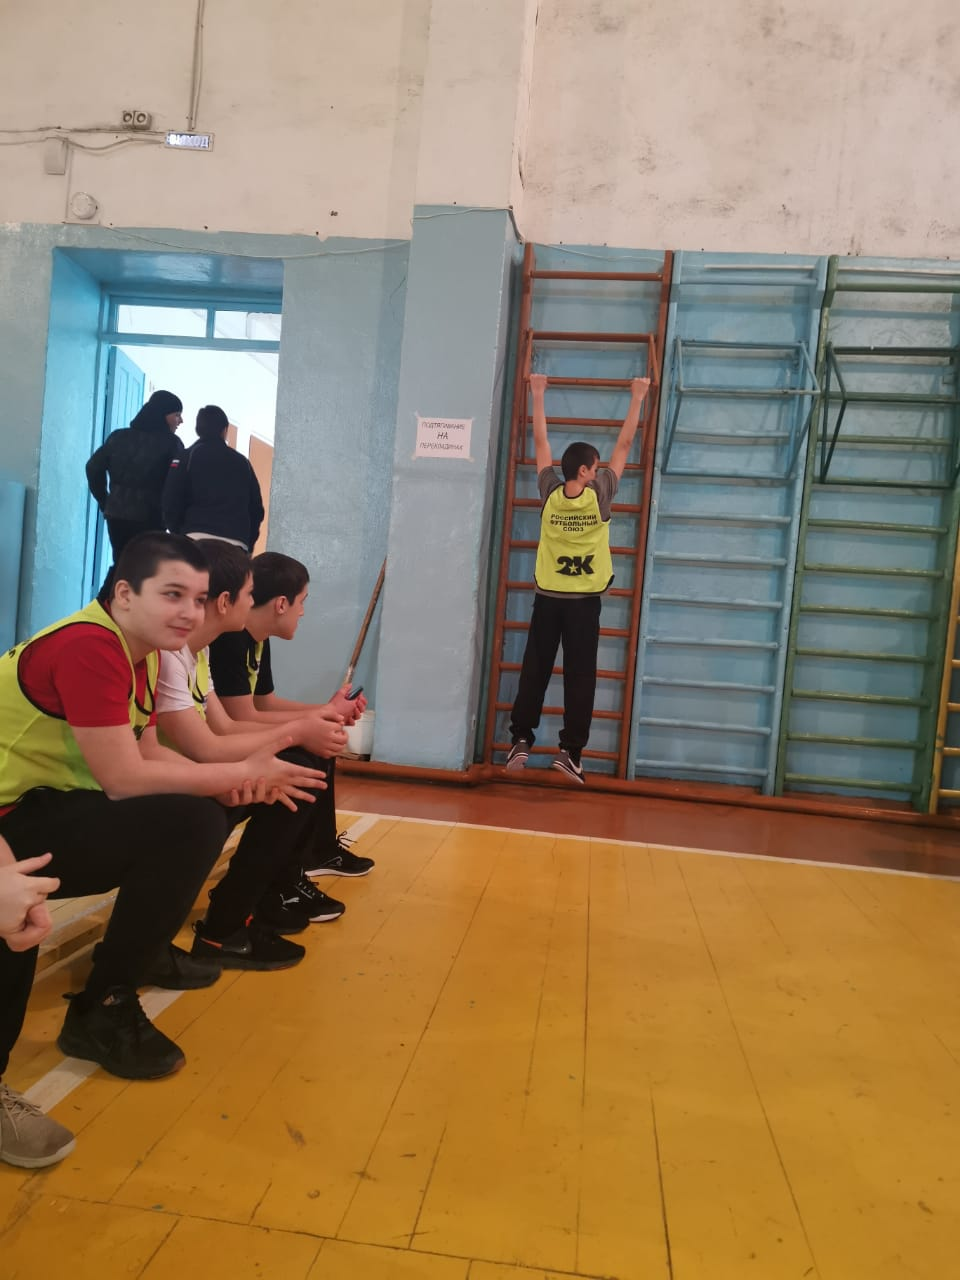 ВЫХОД
ПОДТЯГИВАНИЕ
НА
ПЕРЕКЛАДИНАХ
РОССИЙСКИЙ
ФУТБОЛЬНЫЙ
СОЮЗ
2K